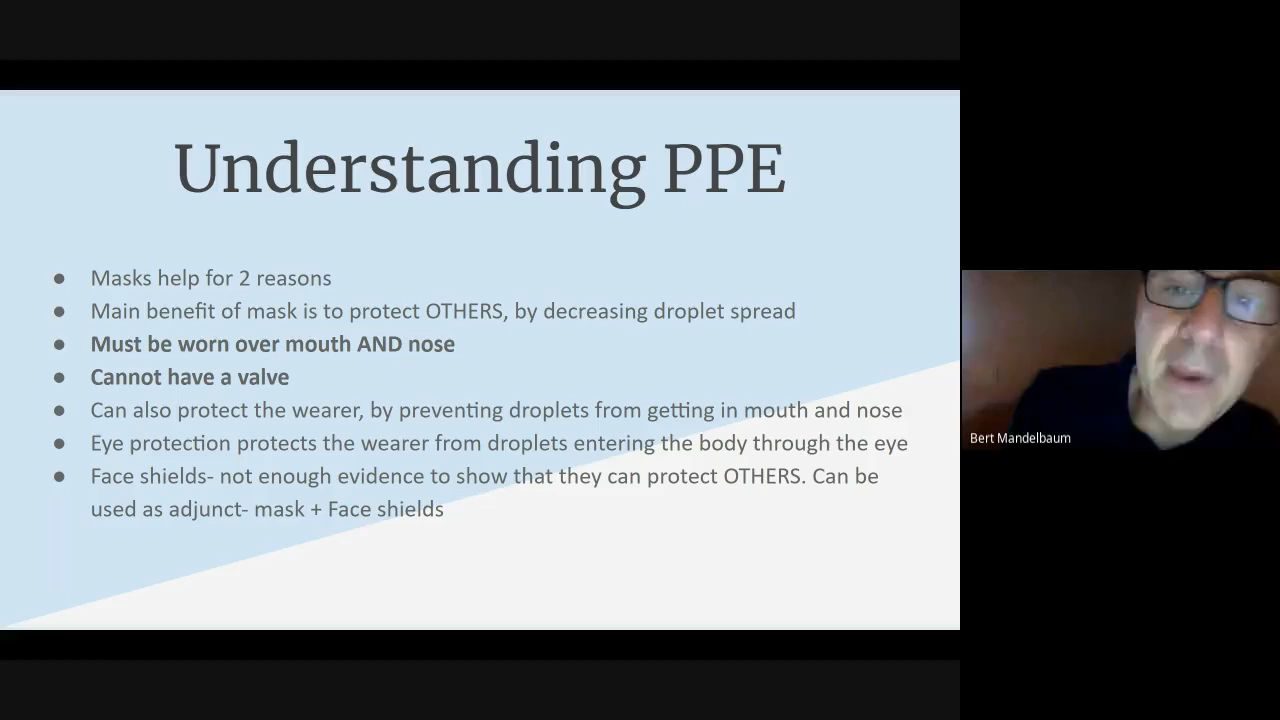 Understanding PPE
● Masks help for 2 reasons
● Main benefit of mask is to protect OTHERS, by decreasing droplet spread
● Must be worn over mouth AND nose
● Cannot have a valve
● Can also protect the wearer, by preventing droplets from getting in mouth and nose
● Eye protection protects the wearer from droplets entering the body through the eye
● Face shields- not enough evidence to show that they can protect OTHERS. Can be
used as adjunct- mask + Face shields
Bert Mandelbaum